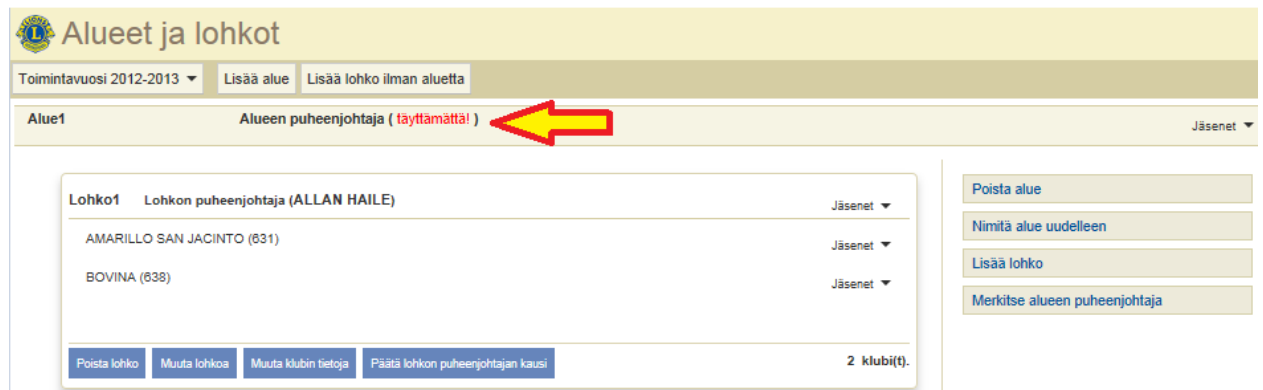 Alueet ja lohkot
Toimintavuosi 2012-2013 Lisää alue Lisää lohko ilman aluetta
Alue1 Alueen puheenjohtaja ( täyttämättä! ) Jäsenet
Lohko1 Lohkon puheenjohtaja (ALLAN HAILE) Jäsenet
AMARILLO SAN JACINTO (631) Jäsenet
BOVINA (638) Jäsenet
Poista lohko Muuta lohkoa Muuta klubin tietoja Päätä lohkon puheenjohtajan kausi 2 klubi(t).
Poista alue
Nimitä alue uudelleen
Lisää lohko
Merkitse alueen puheenjohtaja